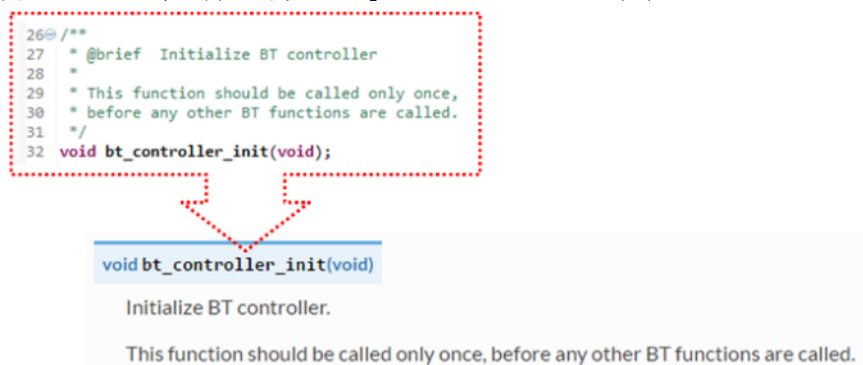 26 /**
27 * @brief Initialize BT controller
28 *
29 * This function should be called only once,
30 * before any other BT functions are called.
31 */
32 void bt_controller_init(void);
void bt_controller_init(void)
Initialize BT controller.
This function should be called only once, before any other BT functions are called.